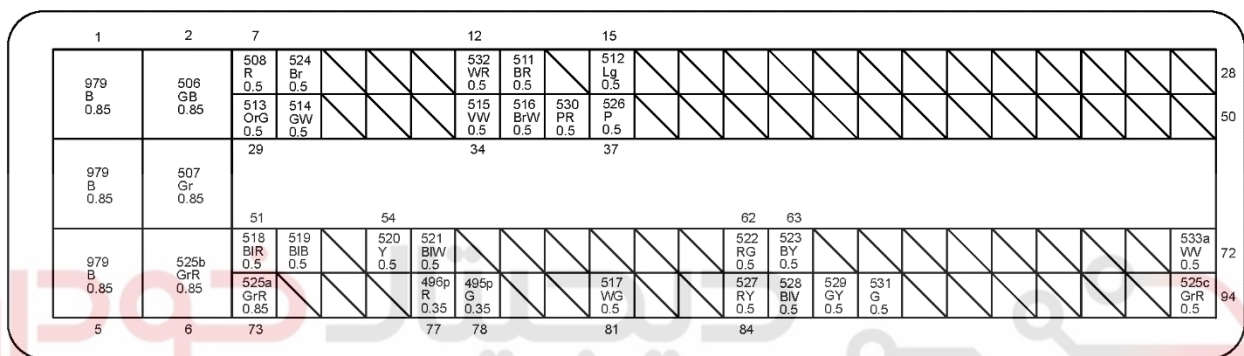 1 2 7 12 15
979 B 0.85
506 GB 0.85
508 R 0.5
524 Br 0.5
532 WR 0.5
511 BR 0.5
512 Lg 0.5
28
513 OrG 0.5
514 GW 0.5
515 VW 0.5
516 BrW 0.5
530 PR 0.5
526 P 0.5
50
29 34 37
979 B 0.85
507 Gr 0.85
51 54 62 63
979 B 0.85
525b GrR 0.85
518 BlR 0.5
519 BlB 0.5
520 Y 0.5
521 BlW 0.5
522 RG 0.5
523 BY 0.5
533a WV 0.5
72
525a GrR 0.85
496p R 0.35
495p G 0.35
517 WG 0.5
527 RY 0.5
528 BlV 0.5
529 GY 0.5
531 G 0.5
525c GrR 0.5
94
5 6 73 77 78 81 84
دیجیتال خودرو